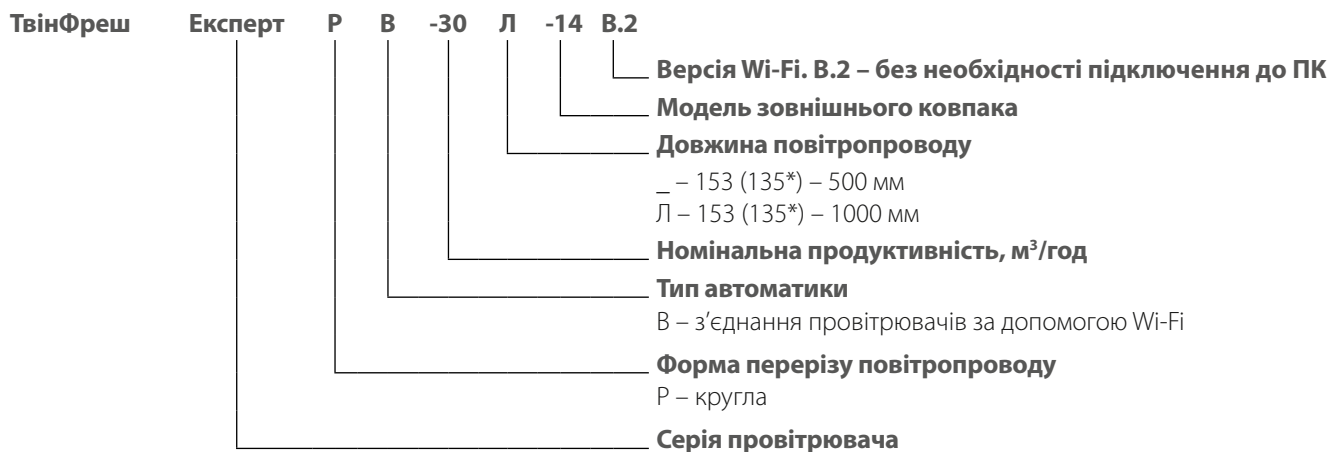 ТвінФреш Експерт Р В -30 Л -14 В.2
Версія Wi-Fi. В.2 – без необхідності підключення до ПК
Модель зовнішнього ковпака
Довжина повітропроводу
_ – 153 (135*) – 500 мм
Л – 153 (135*) – 1000 мм
Номінальна продуктивність, м³/год
Тип автоматики
В – з’єднання провітрювачів за допомогою Wi-Fi
Форма перерізу повітропроводу
Р – кругла
Серія провітрювача